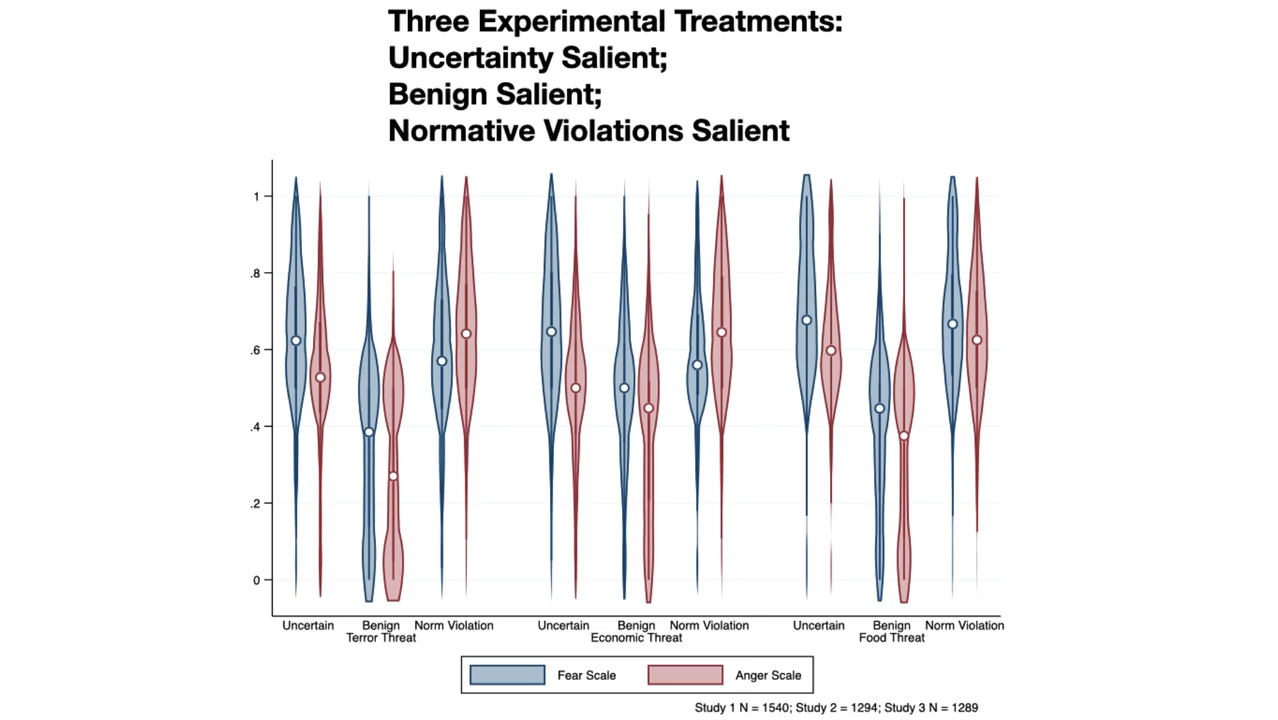 Three Experimental Treatments:
Uncertainty Salient;
Benign Salient;
Normative Violations Salient
1
.8
.6
.4
.2
0
Uncertain Benign Norm Violation Uncertain Benign Norm Violation Uncertain Benign Norm Violation
Terror Threat Economic Threat Food Threat
Fear Scale Anger Scale
Study 1 N = 1540; Study 2 = 1294; Study 3 N = 1289